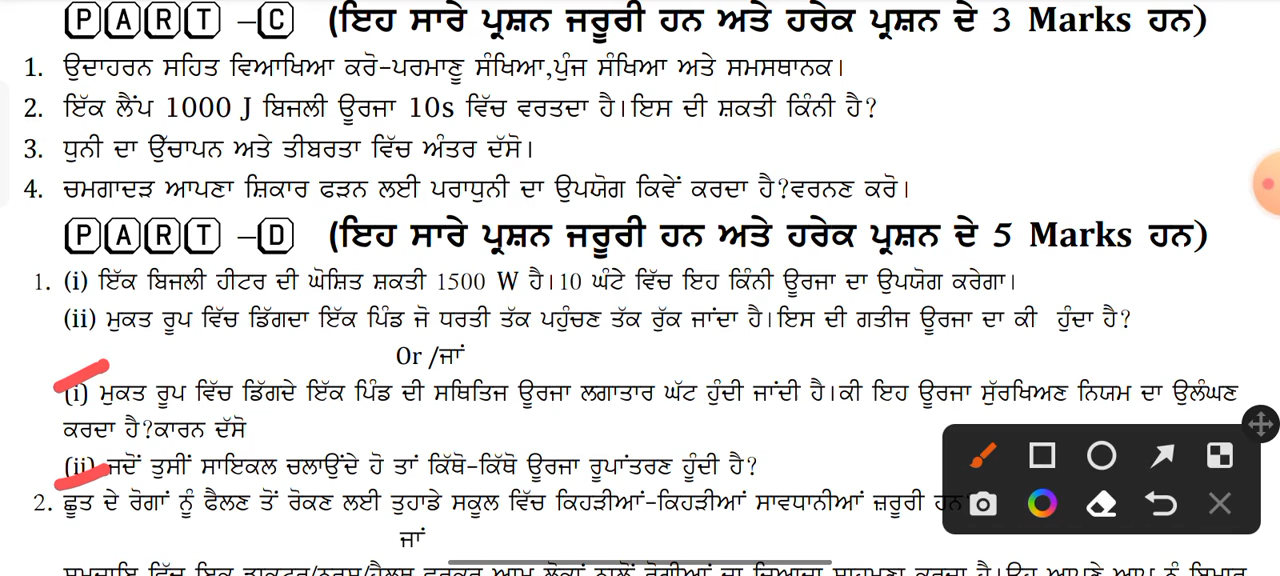 PART –C (ਇਹ ਸਾਰੇ ਪ੍ਰਸ਼ਨ ਜਰੂਰੀ ਹਨ ਅਤੇ ਹਰੇਕ ਪ੍ਰਸ਼ਨ ਦੇ 3 Marks ਹਨ)
1. ਉਦਾਹਰਨ ਸਹਿਤ ਵਿਆਖਿਆ ਕਰੋ-ਪਰਮਾਣੂ ਸੰਖਿਆ,ਪੁੰਜ ਸੰਖਿਆ ਅਤੇ ਸਮਸਥਾਨਕ।
2. ਇੱਕ ਲੈਂਪ 1000 J ਬਿਜਲੀ ਊਰਜਾ 10s ਵਿੱਚ ਵਰਤਦਾ ਹੈ।ਇਸ ਦੀ ਸ਼ਕਤੀ ਕਿੰਨੀ ਹੈ?
3. ਧੁਨੀ ਦਾ ਉੱਚਾਪਨ ਅਤੇ ਤੀਬਰਤਾ ਵਿੱਚ ਅੰਤਰ ਦੱਸੋ।
4. ਚਮਗਾਦੜ ਆਪਣਾ ਸ਼ਿਕਾਰ ਫੜਨ ਲਈ ਪਰਾਧੁਨੀ ਦਾ ਉਪਯੋਗ ਕਿਵੇਂ ਕਰਦਾ ਹੈ?ਵਰਨਣ ਕਰੋ।
PART –D (ਇਹ ਸਾਰੇ ਪ੍ਰਸ਼ਨ ਜਰੂਰੀ ਹਨ ਅਤੇ ਹਰੇਕ ਪ੍ਰਸ਼ਨ ਦੇ 5 Marks ਹਨ)
1. (i) ਇੱਕ ਬਿਜਲੀ ਹੀਟਰ ਦੀ ਘੋਸ਼ਿਤ ਸ਼ਕਤੀ 1500 W ਹੈ।10 ਘੰਟੇ ਵਿੱਚ ਇਹ ਕਿੰਨੀ ਊਰਜਾ ਦਾ ਉਪਯੋਗ ਕਰੇਗਾ।
(ii) ਮੁਕਤ ਰੂਪ ਵਿੱਚ ਡਿੱਗਦਾ ਇੱਕ ਪਿੰਡ ਜੋ ਧਰਤੀ ਤੱਕ ਪਹੁੰਚਣ ਤੱਕ ਰੁੱਕ ਜਾਂਦਾ ਹੈ।ਇਸ ਦੀ ਗਤੀਜ ਊਰਜਾ ਦਾ ਕੀ ਹੁੰਦਾ ਹੈ?
Or /ਜਾਂ
(i) ਮੁਕਤ ਰੂਪ ਵਿੱਚ ਡਿੱਗਦੇ ਇੱਕ ਪਿੰਡ ਦੀ ਸਥਿਤਿਜ ਊਰਜਾ ਲਗਾਤਾਰ ਘੱਟ ਹੁੰਦੀ ਜਾਂਦੀ ਹੈ।ਕੀ ਇਹ ਊਰਜਾ ਸੁੱਰਖਿਅਣ ਨਿਯਮ ਦਾ ਉਲੰਘਣ
ਕਰਦਾ ਹੈ?ਕਾਰਨ ਦੱਸੋ
(ii) ਜਦੋਂ ਤੁਸੀਂ ਸਾਇਕਲ ਚਲਾਉਂਦੇ ਹੋ ਤਾਂ ਕਿੱਥੋ-ਕਿੱਥੋ ਊਰਜਾ ਰੂਪਾਂਤਰਣ ਹੁੰਦੀ ਹੈ?
2. ਛੂਤ ਦੇ ਰੋਗਾਂ ਨੂੰ ਫੈਲਣ ਤੋਂ ਰੋਕਣ ਲਈ ਤੁਹਾਡੇ ਸਕੂਲ ਵਿੱਚ ਕਿਹੜੀਆਂ-ਕਿਹੜੀਆਂ ਸਾਵਧਾਨੀਆਂ ਜ਼ਰੂਰੀ ਹਨ
ਜਾਂ